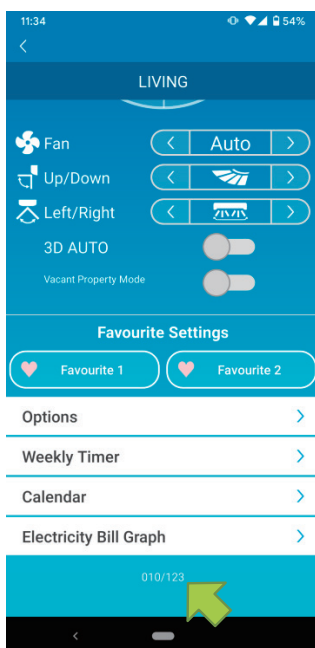 11:34 54%
LIVING
Fan Auto
Up/Down
Left/Right
3D AUTO
Vacant Property Mode
Favourite Settings
Favourite 1 Favourite 2
Options
Weekly Timer
Calendar
Electricity Bill Graph
010/123